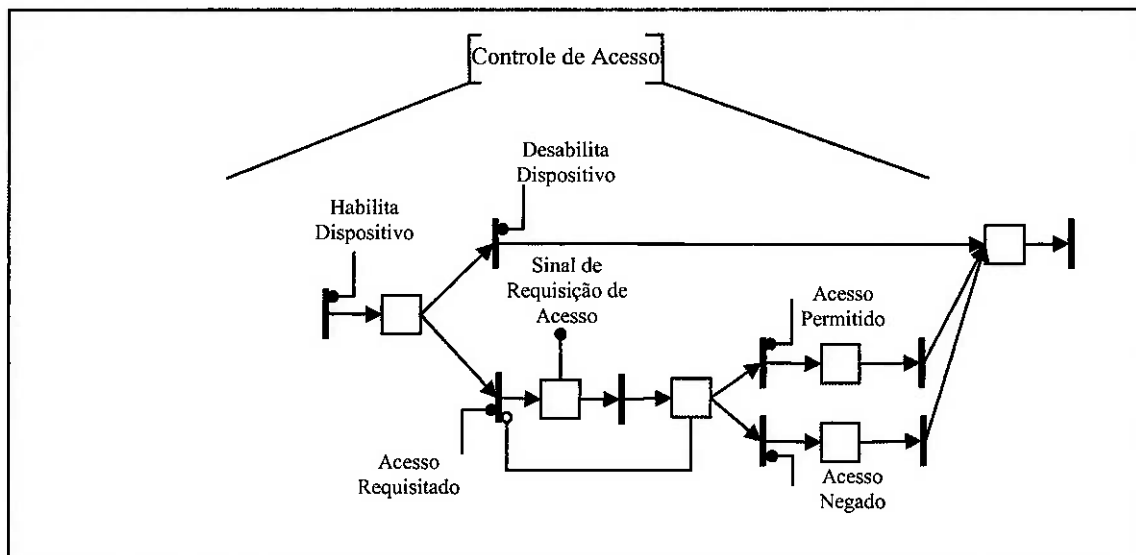 Controle de Acesso
Desabilita
Dispositivo
Habilita
Dispositivo
Sinal de
Requisição de
Acesso
Acesso
Permitido
Acesso
Requisitado
Acesso
Negado